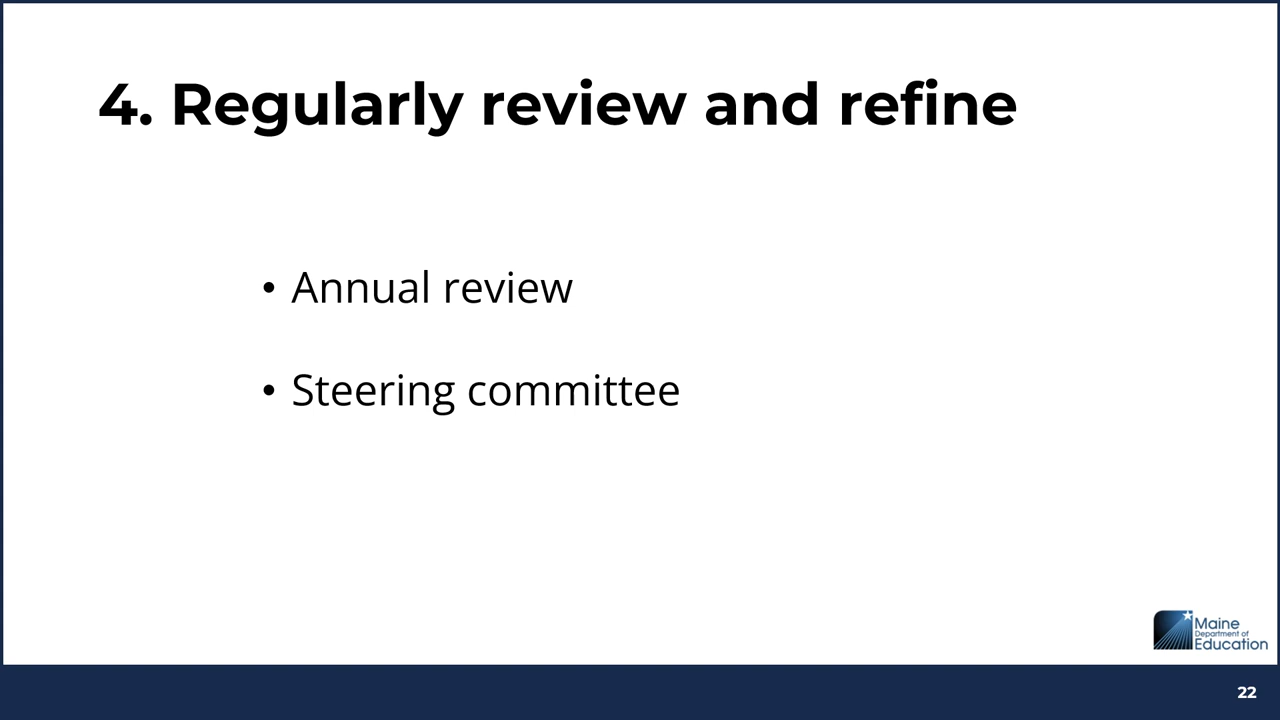 4. Regularly review and refine
• Annual review
• Steering committee
Maine
Department of
Education
22